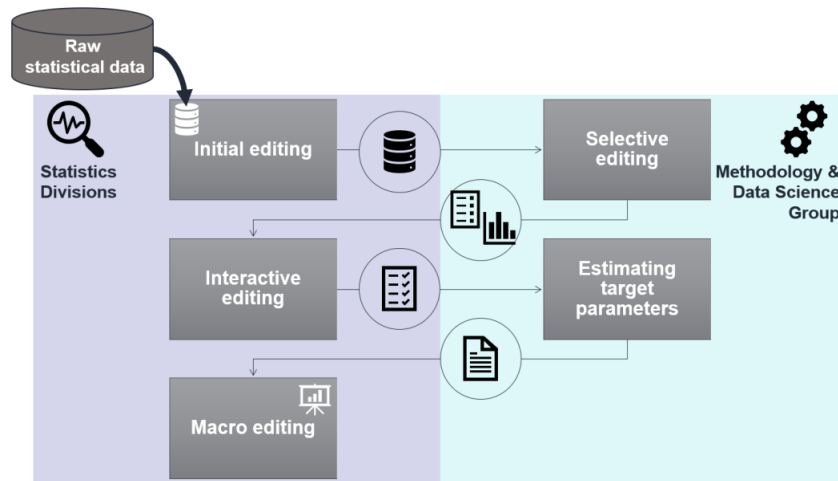 Raw
statistical data
Statistics
Divisions
Initial editing
Selective
editing
Methodology &
Data Science
Group
Interactive
editing
Estimating
target
parameters
Macro editing